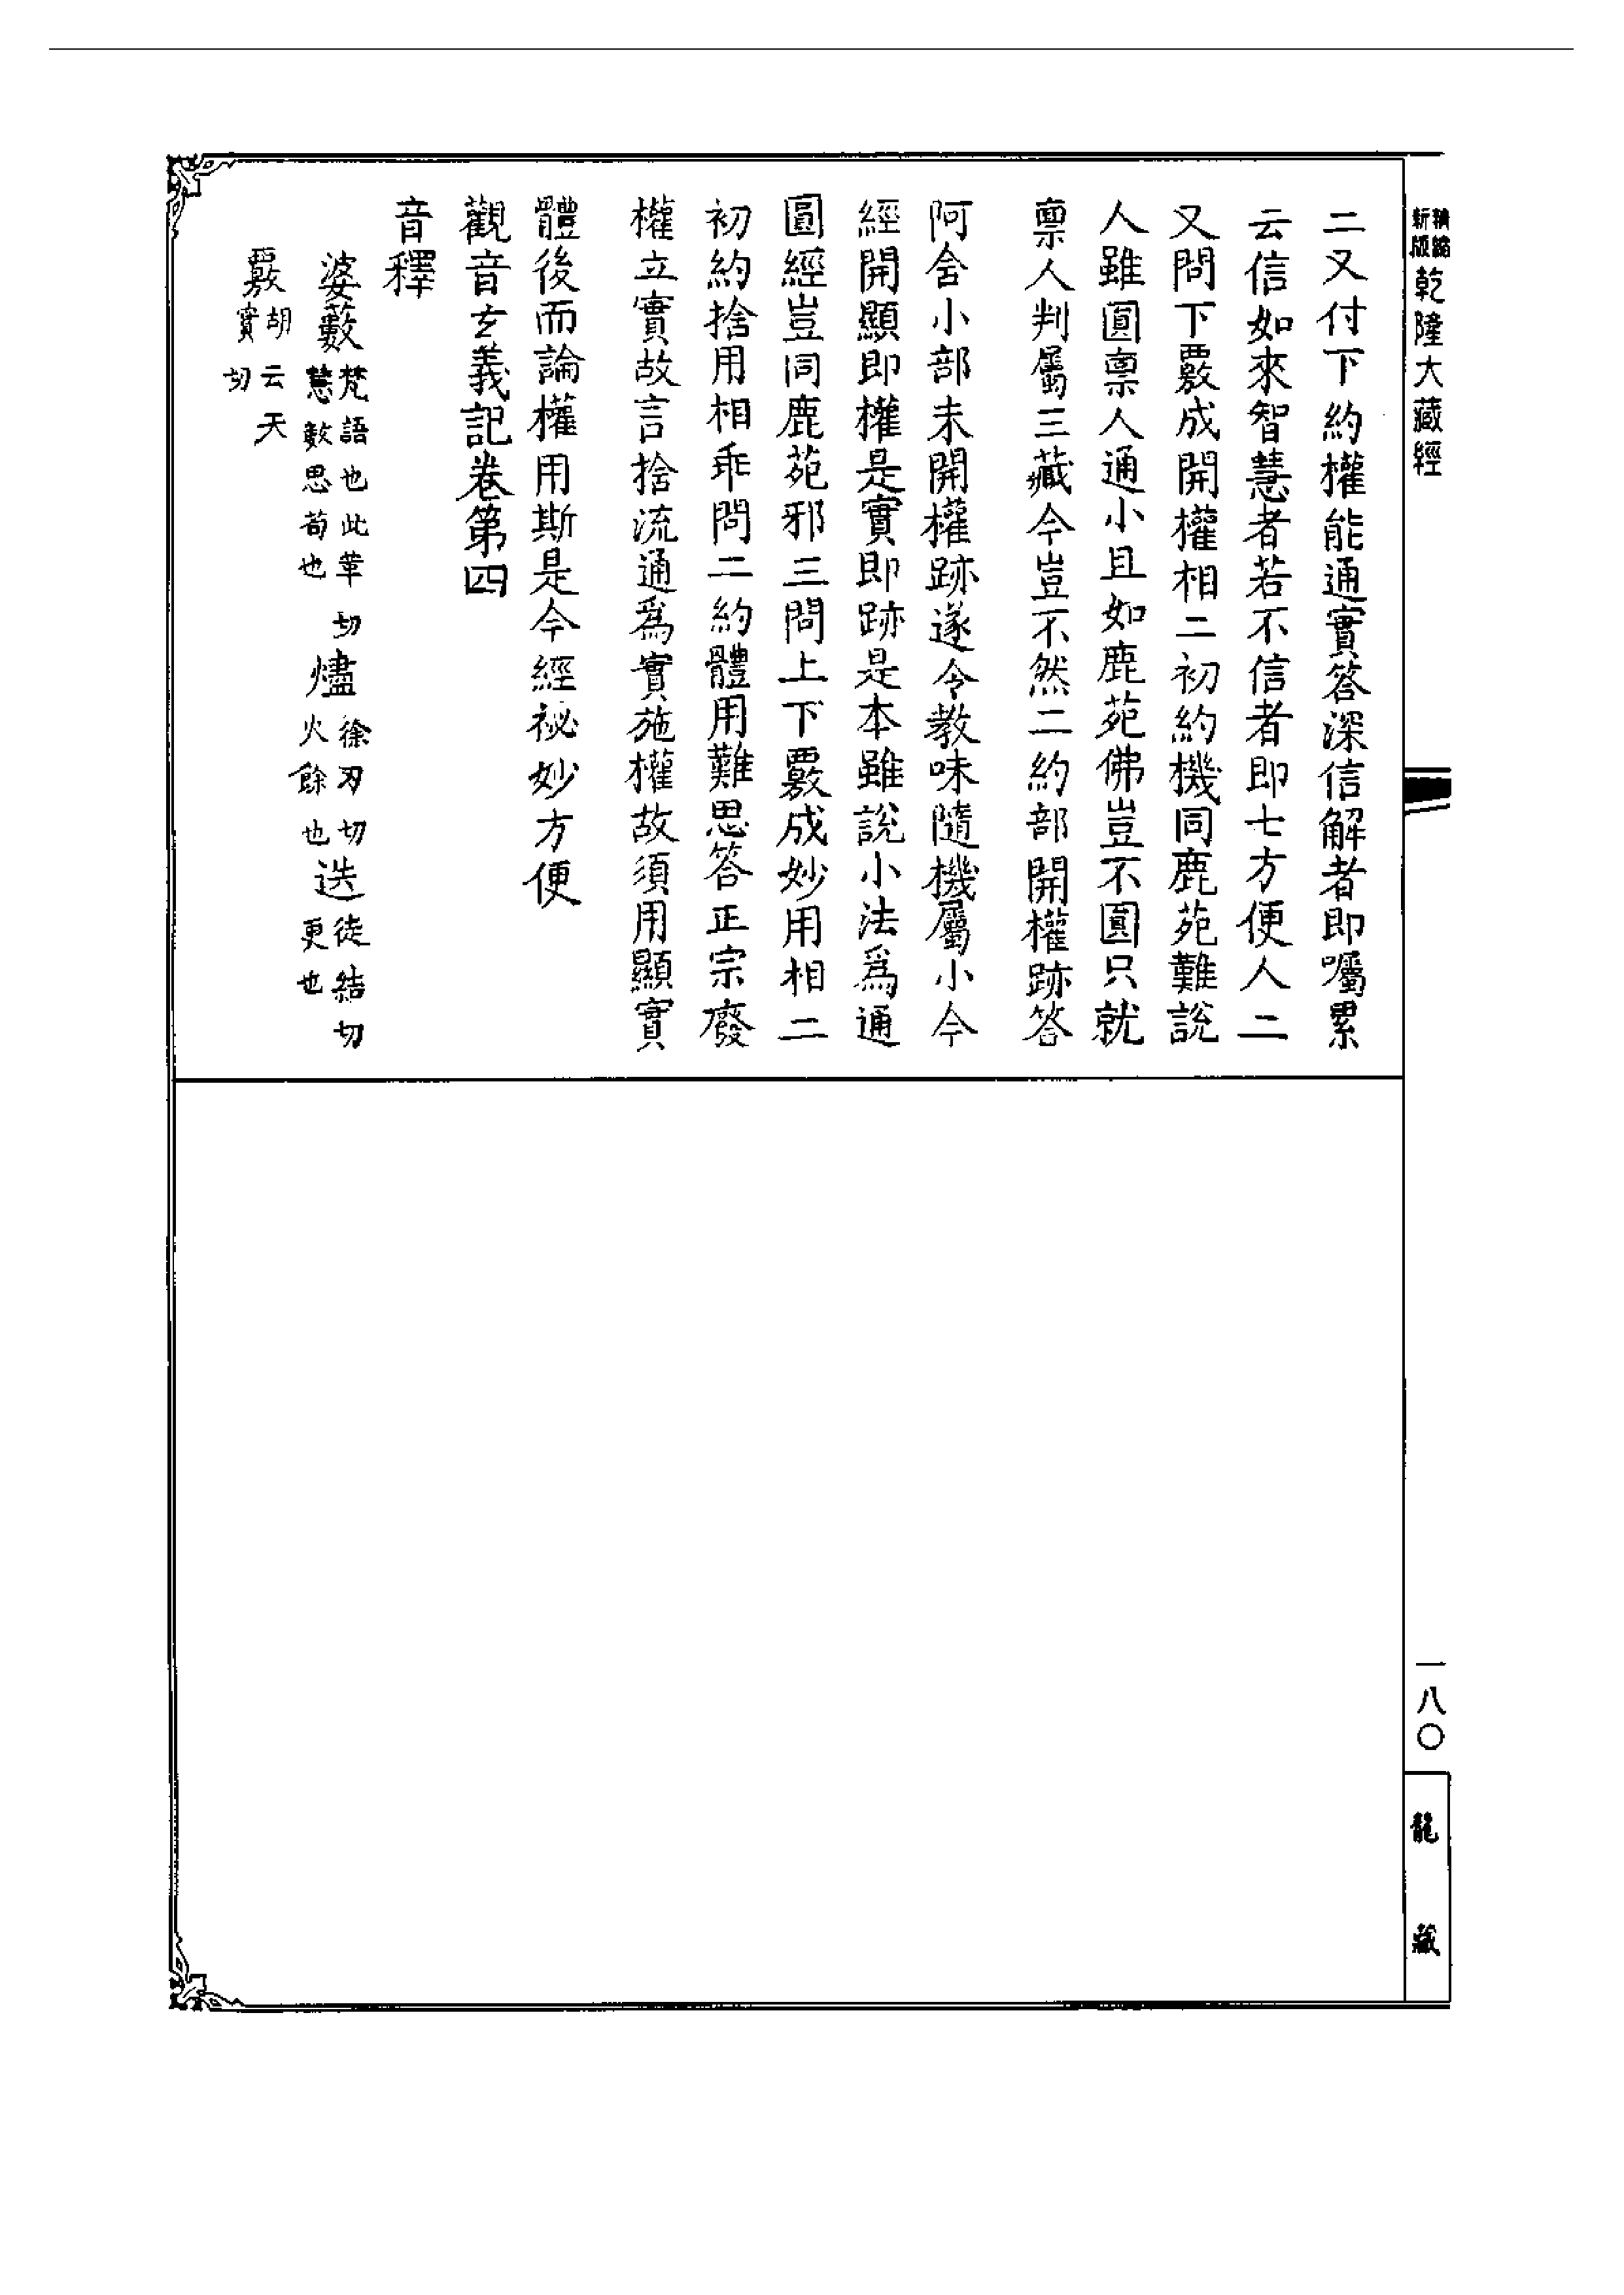 精縮新版乾隆大藏經
二又付下約權能通實答深信解者即囑累
云信如來智慧者若不信者即七方便人二
又問下覈成開權相二初約機同鹿苑難說
人雖圓禀人通小且如鹿苑佛豈不圓只就
禀人判屬三藏今豈不然二約部開權跡答
阿含小部未開權跡遂令教味隨機屬小今
經開顯即權是實即跡是本雖說小法爲通
圓經豈同鹿苑邪三問上下覈成妙用相二
初約捨用相乖問二約體用難思答正宗廢
權立實故言捨流通爲實施權故須用顯實
體後而論權用斯是今經祕妙方便
觀音玄義記卷第四
音釋
婆藪梵語也此華切慧藪思苟也燼徐刃切火餘也迭徒結切更也
覈胡云天實切
一八〇
龍藏